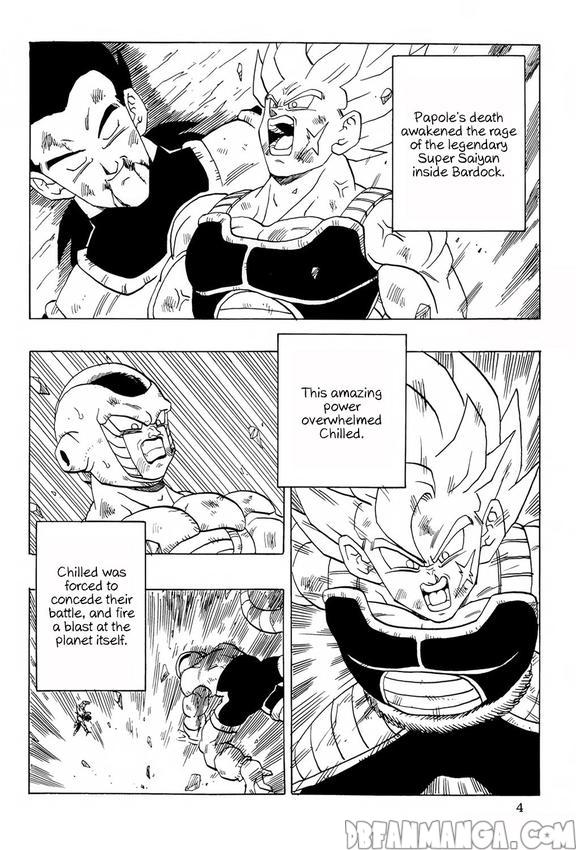 Papole's death
awakened the rage
of the legendary
Super Saiyan
inside Bardock.
This amazing
power
overwhelmed
Chilled.
Chilled was
forced to
concede their
battle, and fire
a blast at the
planet itself.
4
DBFANMANGA.COM